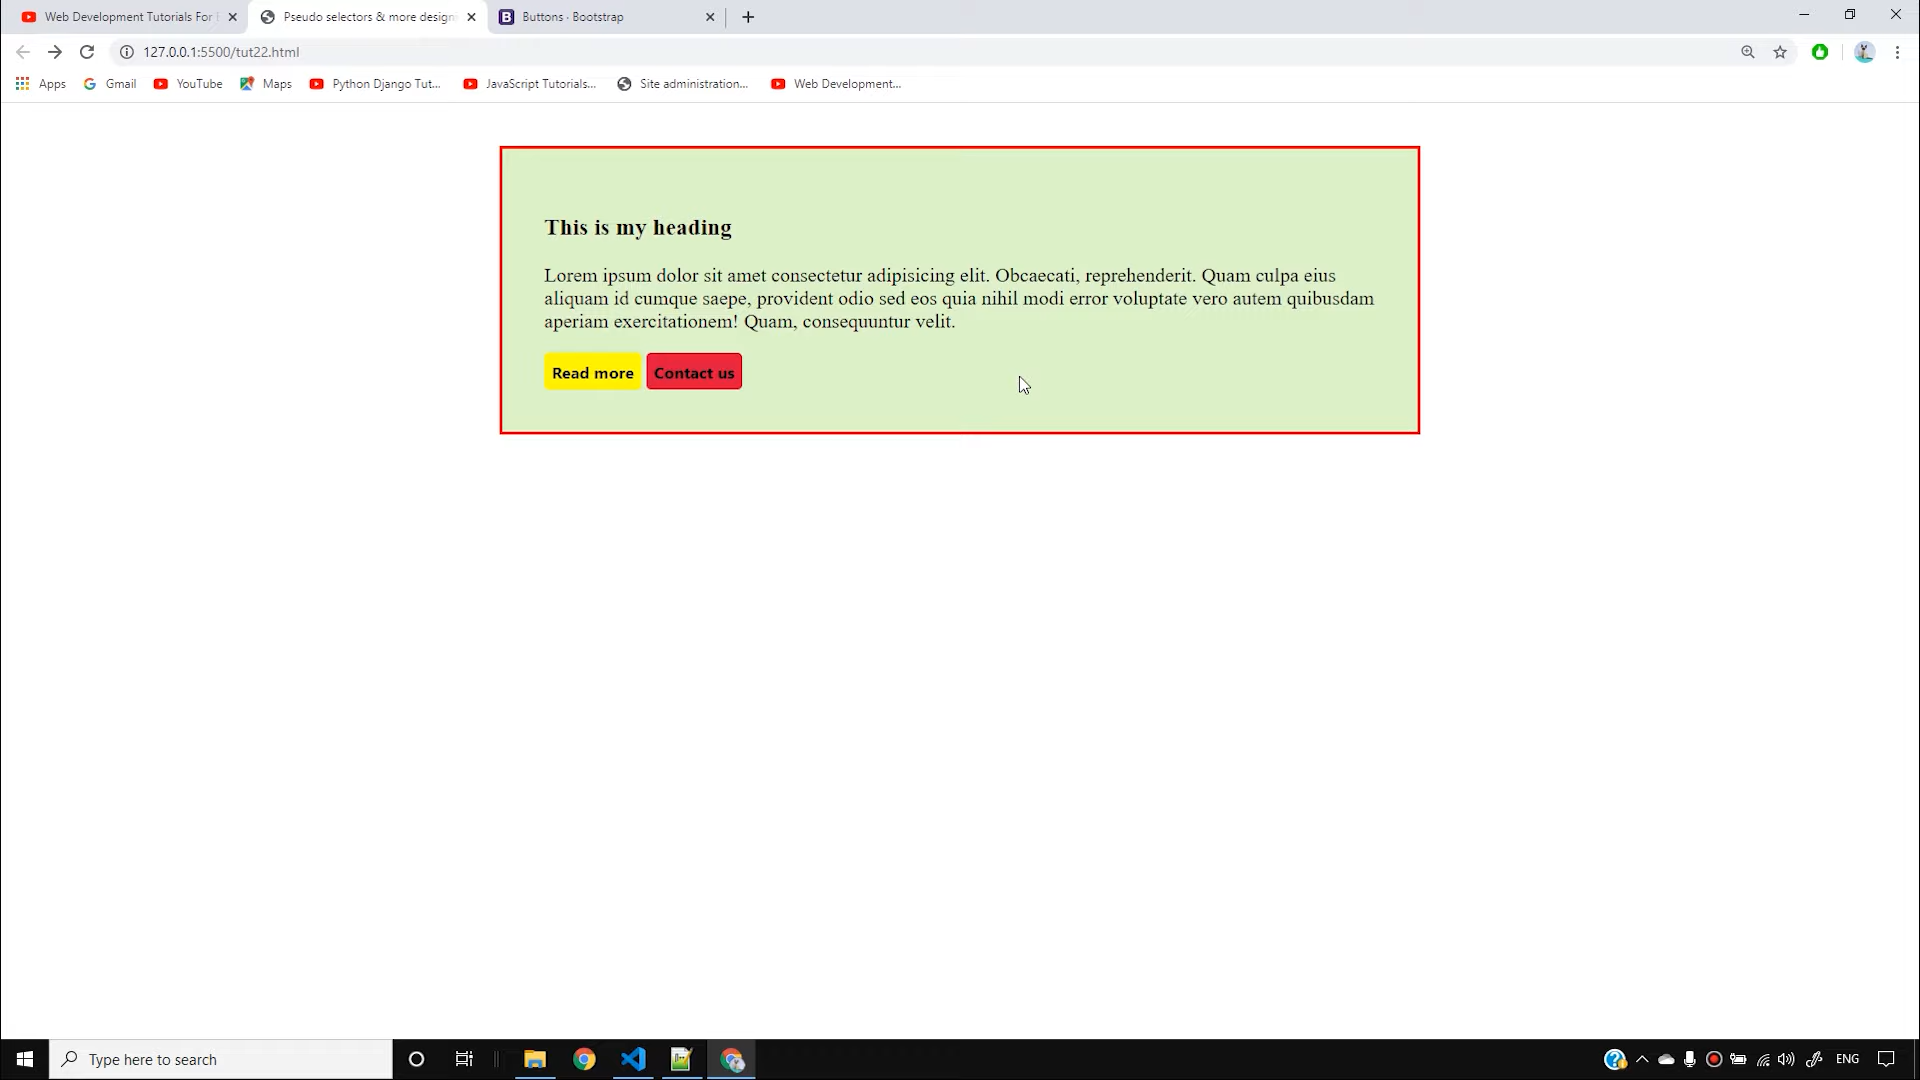 Web Development Tutorials For
Pseudo selectors & more design
Buttons · Bootstrap
127.0.0.1:5500/tut22.html
Apps
Gmail
YouTube
Maps
Python Django Tut...
JavaScript Tutorials...
Site administration...
Web Development...
This is my heading
Lorem ipsum dolor sit amet consectetur adipisicing elit. Obcaecati, reprehenderit. Quam culpa eius
aliquam id cumque saepe, provident odio sed eos quia nihil modi error voluptate vero autem quibusdam
aperiam exercitationem! Quam, consequuntur velit.
Read more
Contact us
Type here to search
ENG